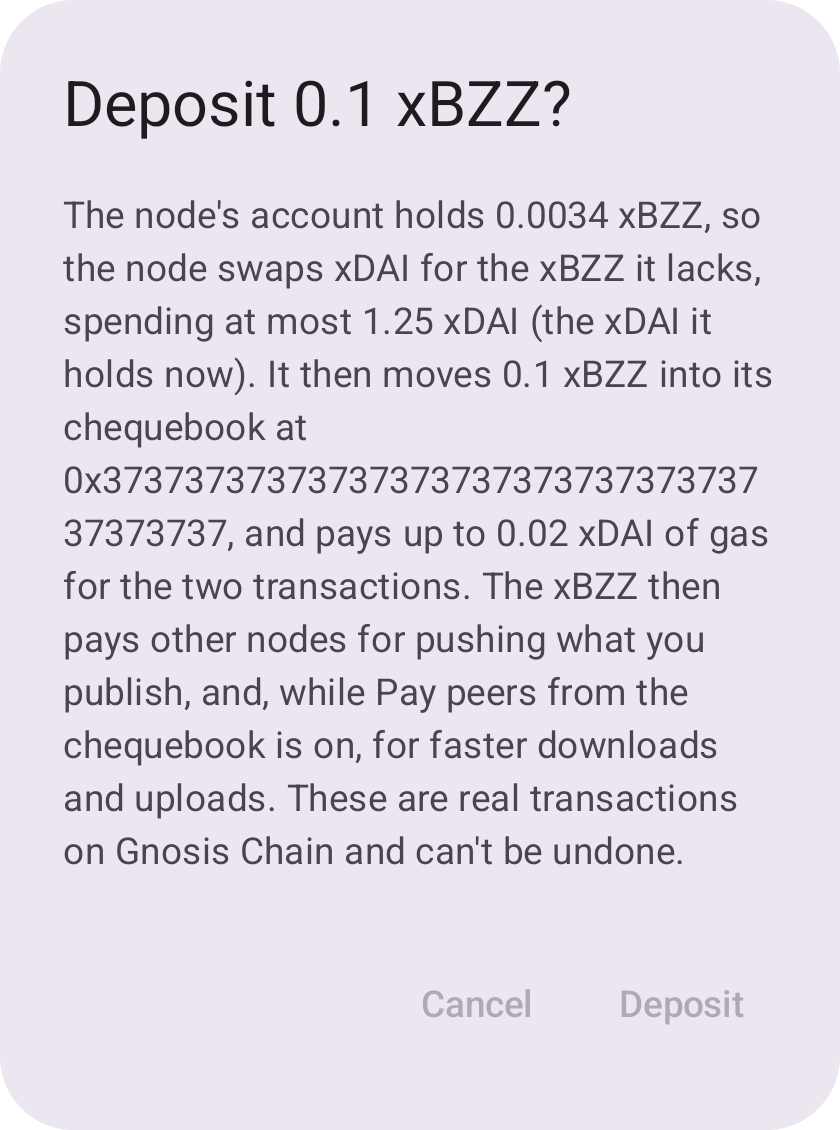 Deposit 0.1 xBZZ?
The node's account holds 0.0034 xBZZ, so
the node swaps xDAI for the xBZZ it lacks,
spending at most 1.25 xDAI (the xDAI it
holds now). It then moves 0.1 xBZZ into its
chequebook at
0x37373737373737373737373737373737
37373737, and pays up to 0.02 xDAI of gas
for the two transactions. The xBZZ then
pays other nodes for pushing what you
publish, and, while Pay peers from the
chequebook is on, for faster downloads
and uploads. These are real transactions
on Gnosis Chain and can't be undone.
Cancel
Deposit